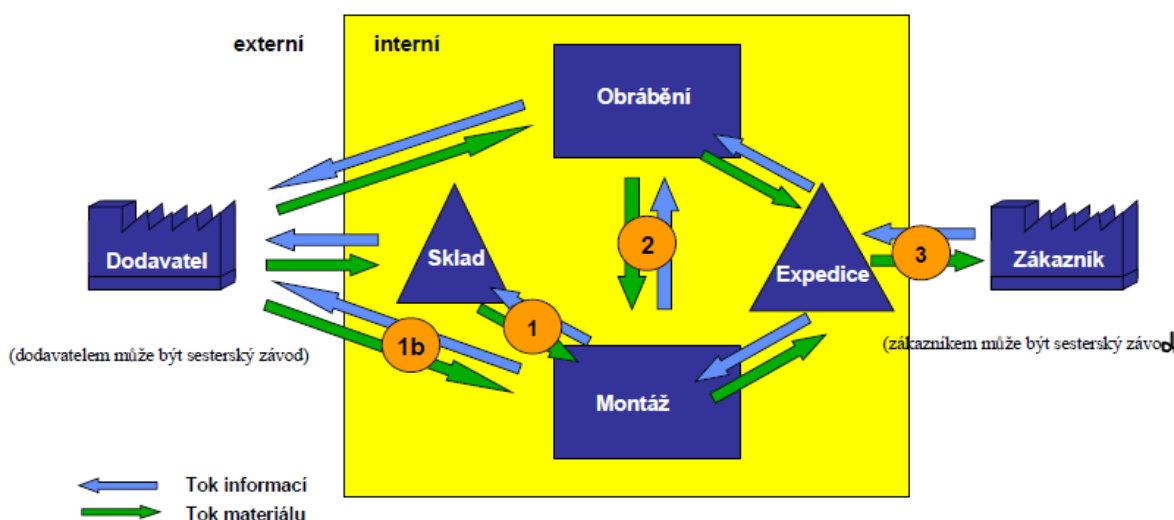 externí
interní
Obrábění
Dodavatel
Sklad
2
Expedice
3
Zákazník
1
1b
(dodavatelem může být sesterský závod)
(zákazníkem může být sesterský závod
Montáž
Tok informací
Tok materiálu